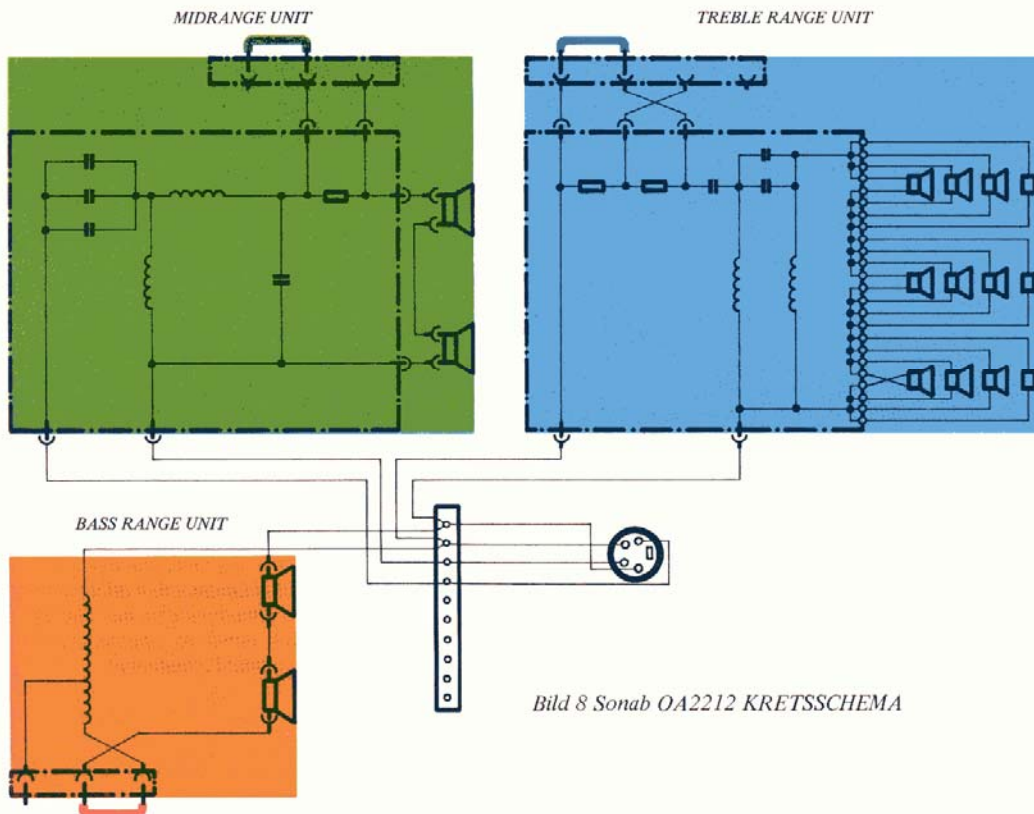 MIDRANGE UNIT
TREBLE RANGE UNIT
BASS RANGE UNIT
Bild 8 Sonab OA2212 KRETSSCHEMA